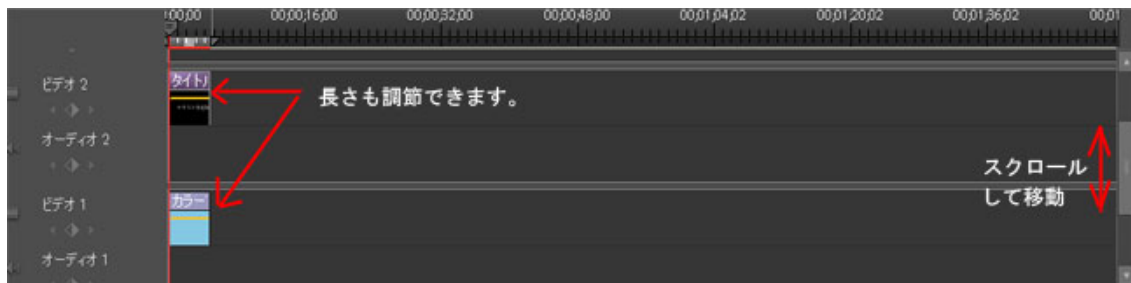 00;00 00;00;16;00 00;00;32;00 00;00;48;00 00;01;04;02 00;01;20;02 00;01;36;02 00;01
ビデオ 2
タイトル
長さも調節できます。
オーディオ 2
スクロール
して移動
ビデオ 1
カラー
オーディオ 1